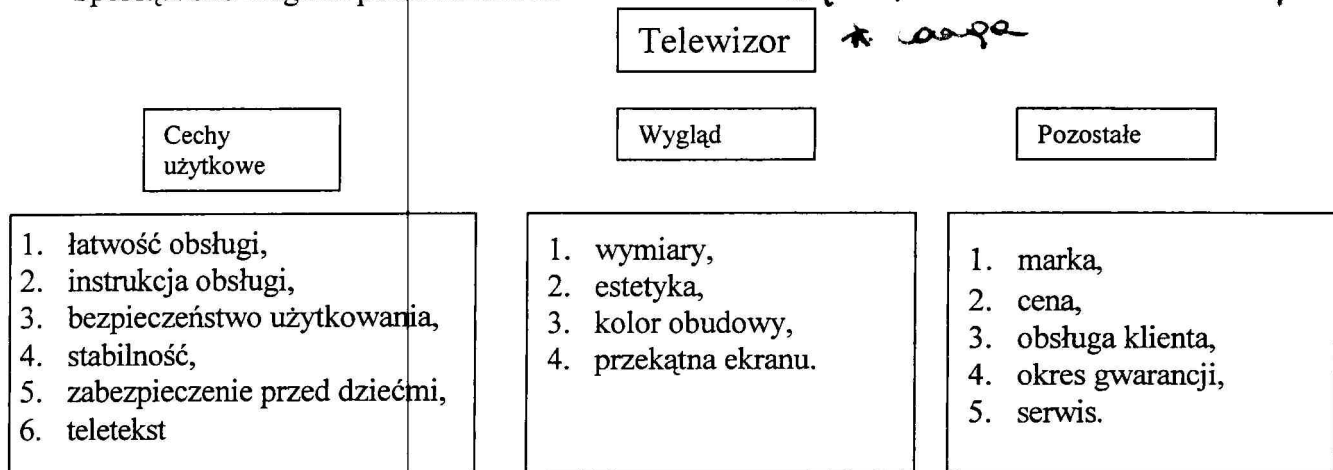 Telewizor
Cechy
użytkowe
Wygląd
Pozostałe
1. łatwość obsługi,
2. instrukcja obsługi,
3. bezpieczeństwo użytkowania,
4. stabilność,
5. zabezpieczenie przed dziećmi,
6. teletekst
1. wymiary,
2. estetyka,
3. kolor obudowy,
4. przekątna ekranu.
1. marka,
2. cena,
3. obsługa klienta,
4. okres gwarancji,
5. serwis.